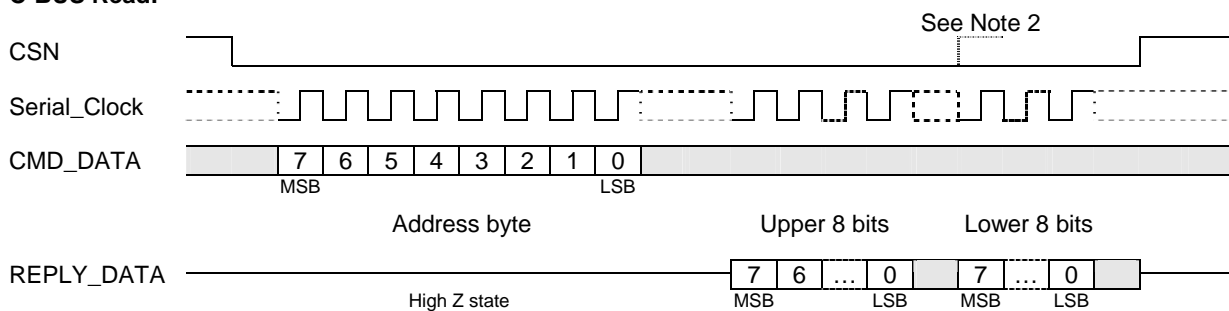 C-BUS Read:
See Note 2
CSN
Serial_Clock
CMD_DATA 7 6 5 4 3 2 1 0
MSB LSB
Address byte Upper 8 bits Lower 8 bits
REPLY_DATA 7 6 … 0 7 … 0
High Z state MSB LSB MSB LSB